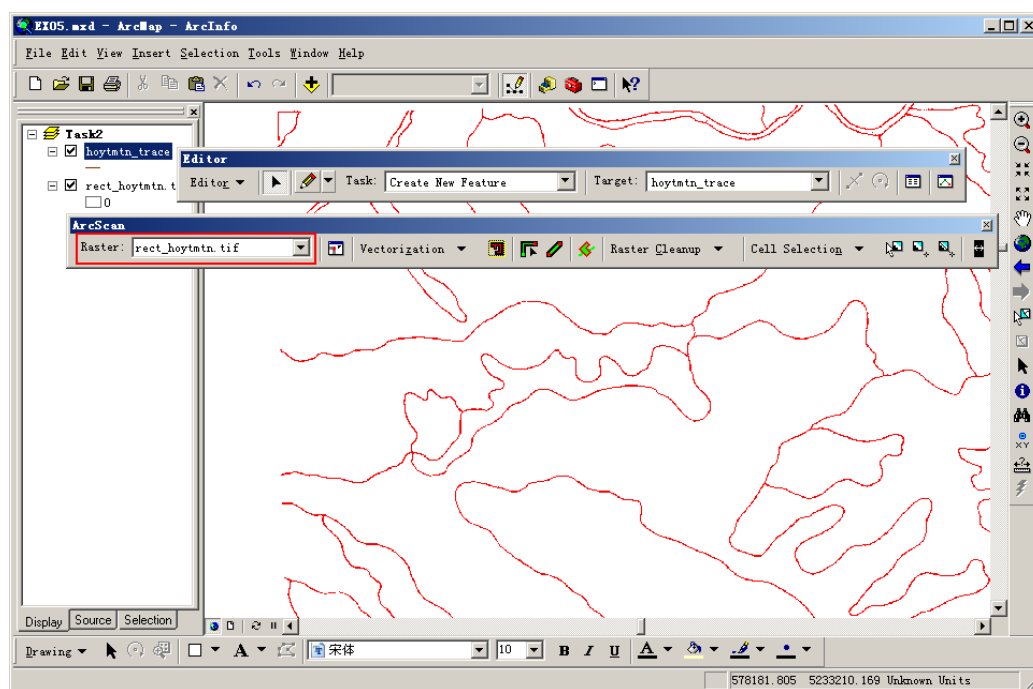 EX05.mxd - ArcMap - ArcInfo
File Edit View Insert Selection Tools Window Help
Task2
hoytmtn_trace
rect_hoytmtn.t
0
Editor
Editor Task: Create New Feature Target: hoytmtn_trace
ArcScan
Raster: rect_hoytmtn.tif Vectorization Raster Cleanup Cell Selection
Display Source Selection
Drawing A 宋体 10 B I U A
578181.805 5233210.169 Unknown Units